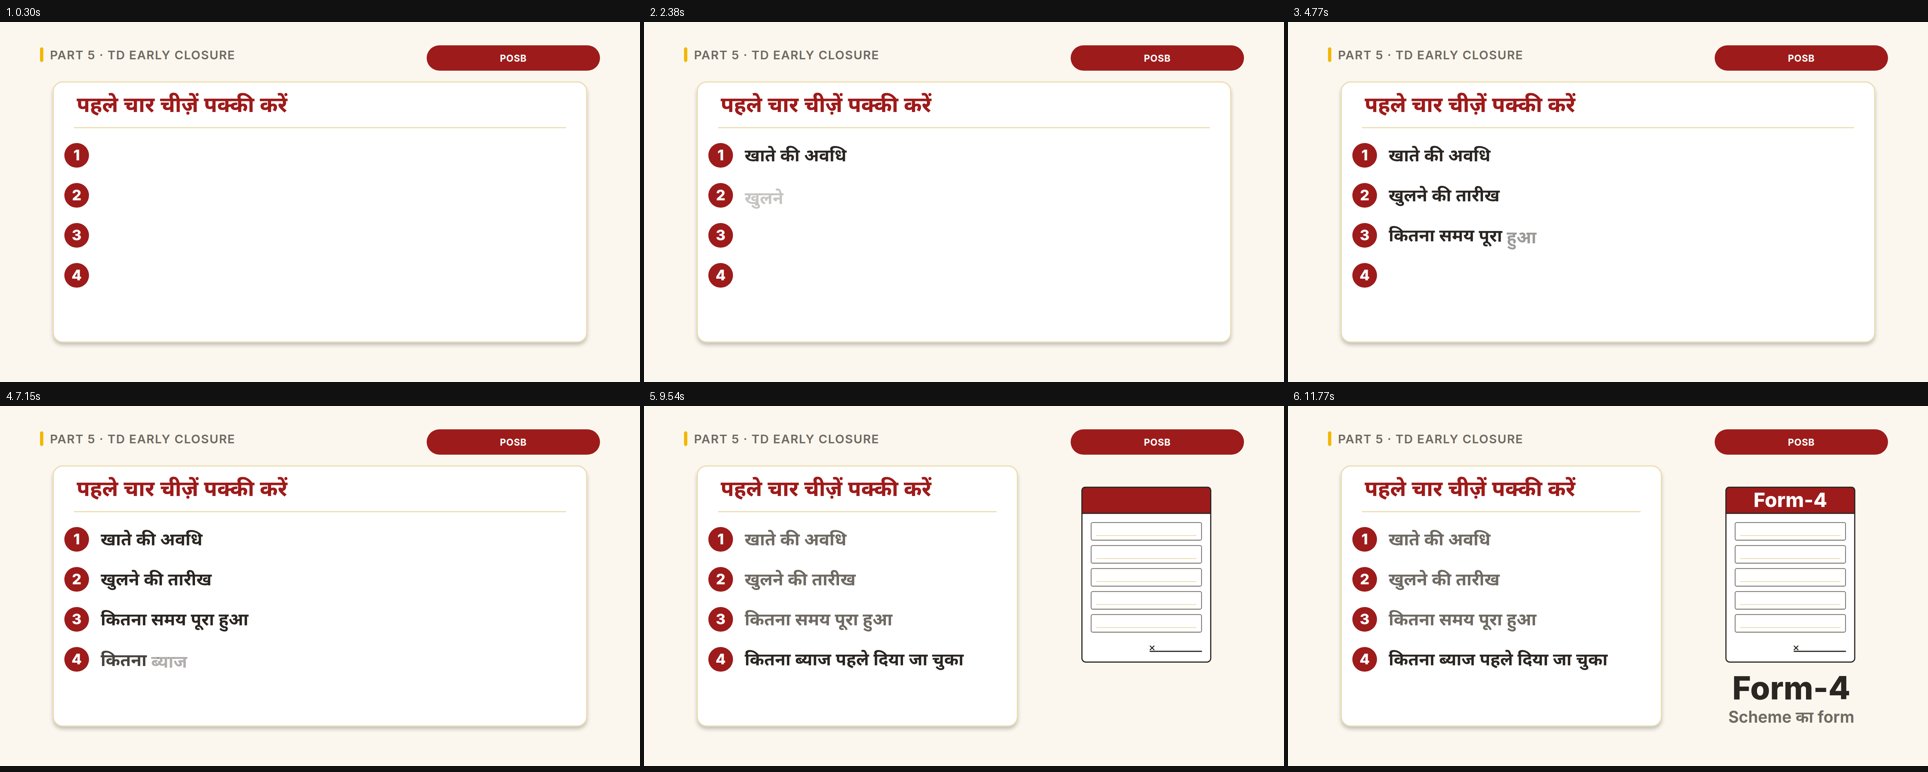 1. 0.30s
PART 5 · TD EARLY CLOSURE
POSB
पहले चार चीज़ें पक्की करें
1
2
3
4
2. 2.38s
PART 5 · TD EARLY CLOSURE
POSB
पहले चार चीज़ें पक्की करें
1 खाते की अवधि
2 खुलने
3
4
3. 4.77s
PART 5 · TD EARLY CLOSURE
POSB
पहले चार चीज़ें पक्की करें
1 खाते की अवधि
2 खुलने की तारीख
3 कितना समय पूरा हुआ
4
4. 7.15s
PART 5 · TD EARLY CLOSURE
POSB
पहले चार चीज़ें पक्की करें
1 खाते की अवधि
2 खुलने की तारीख
3 कितना समय पूरा हुआ
4 कितना ब्याज
5. 9.54s
PART 5 · TD EARLY CLOSURE
POSB
पहले चार चीज़ें पक्की करें
1 खाते की अवधि
2 खुलने की तारीख
3 कितना समय पूरा हुआ
4 कितना ब्याज पहले दिया जा चुका
x
6. 11.77s
PART 5 · TD EARLY CLOSURE
POSB
पहले चार चीज़ें पक्की करें
1 खाते की अवधि
2 खुलने की तारीख
3 कितना समय पूरा हुआ
4 कितना ब्याज पहले दिया जा चुका
Form-4
x
Form-4
Scheme का form